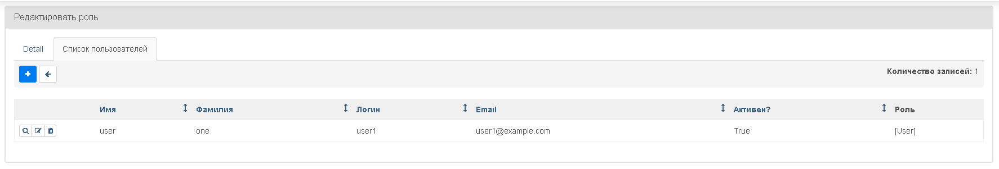 Редактировать роль
Detail Список пользователей
Количество записей: 1
Имя Фамилия Логин Email Активен? Роль
user one user1 user1@example.com True [User]